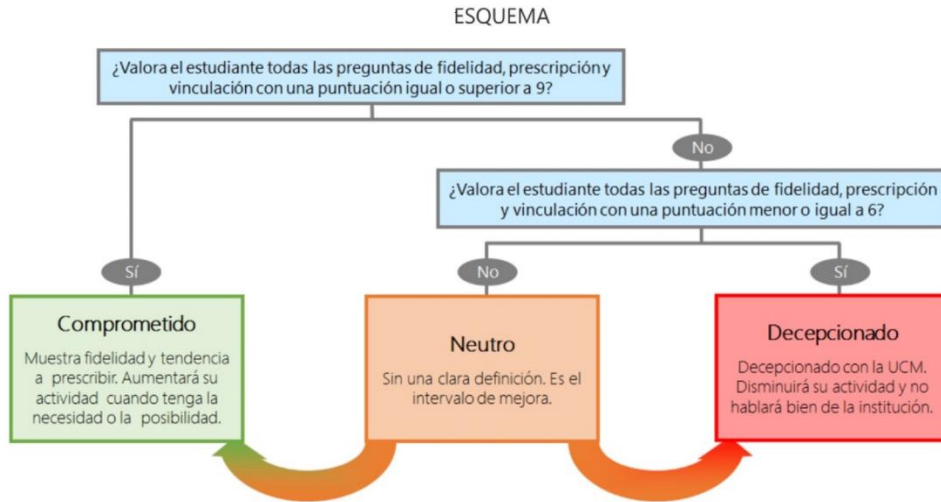 ESQUEMA
¿Valora el estudiante todas las preguntas de fidelidad, prescripción y
vinculación con una puntuación igual o superior a 9?
No
¿Valora el estudiante todas las preguntas de fidelidad, prescripción
y vinculación con una puntuación menor o igual a 6?
Sí
No
Sí
Comprometido
Muestra fidelidad y tendencia
a prescribir. Aumentará su
actividad cuando tenga la
necesidad o la posibilidad.
Neutro
Sin una clara definición. Es el
intervalo de mejora.
Decepcionado
Decepcionado con la UCM.
Disminuirá su actividad y no
hablará bien de la institución.